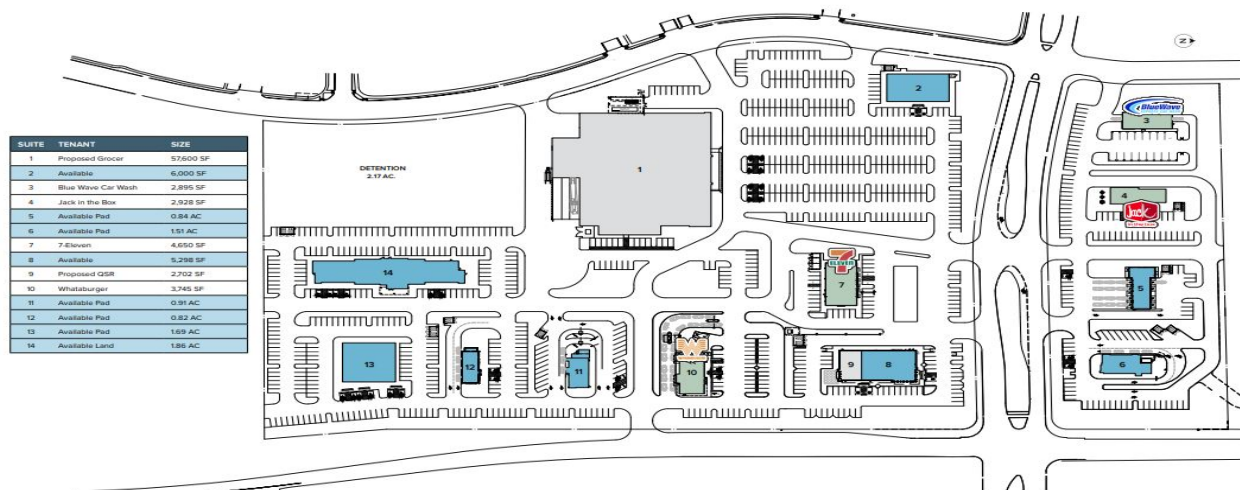 SUITE TENANT SIZE
1 Proposed Grocer 57,600 SF
2 Available 6,000 SF
3 Blue Wave Car Wash 2,895 SF
4 Jack in the Box 2,928 SF
5 Available Pad 0.84 AC
6 Available Pad 1.51 AC
7 7-Eleven 4,650 SF
8 Available 5,298 SF
9 Proposed QSR 2,702 SF
10 Whataburger 3,745 SF
11 Available Pad 0.91 AC
12 Available Pad 0.82 AC
13 Available Pad 1.69 AC
14 Available Land 1.86 AC
DETENTION
2.17 AC.
N
2
BlueWave
3
1
4
Jack
14
7
ELEVEN
7
5
13
12
11
W
10
9
8
6